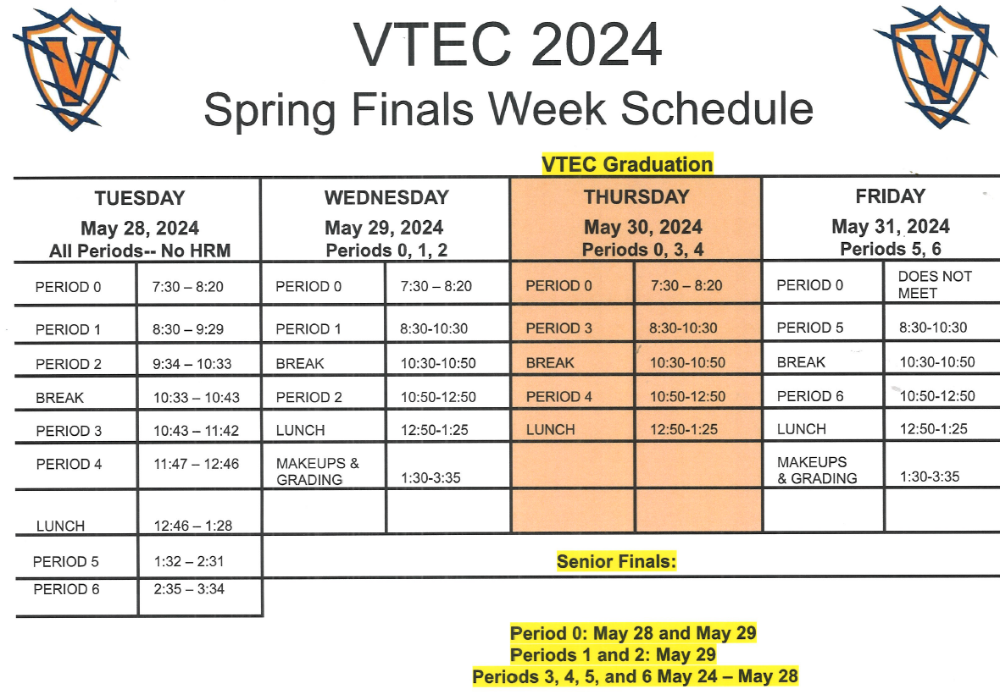 VTEC 2024
Spring Finals Week Schedule
VTEC Graduation
TUESDAY
May 28, 2024
All Periods-- No HRM
PERIOD 0 7:30 – 8:20
PERIOD 1 8:30 – 9:29
PERIOD 2 9:34 – 10:33
BREAK 10:33 – 10:43
PERIOD 3 10:43 – 11:42
PERIOD 4 11:47 – 12:46
LUNCH 12:46 – 1:28
PERIOD 5 1:32 – 2:31
PERIOD 6 2:35 – 3:34
WEDNESDAY
May 29, 2024
Periods 0, 1, 2
PERIOD 0 7:30 – 8:20
PERIOD 1 8:30-10:30
BREAK 10:30-10:50
PERIOD 2 10:50-12:50
LUNCH 12:50-1:25
MAKEUPS &
GRADING 1:30-3:35
THURSDAY
May 30, 2024
Periods 0, 3, 4
PERIOD 0 7:30 – 8:20
PERIOD 3 8:30-10:30
BREAK 10:30-10:50
PERIOD 4 10:50-12:50
LUNCH 12:50-1:25
FRIDAY
May 31, 2024
Periods 5, 6
PERIOD 0 DOES NOT
MEET
PERIOD 5 8:30-10:30
BREAK 10:30-10:50
PERIOD 6 10:50-12:50
LUNCH 12:50-1:25
MAKEUPS
& GRADING 1:30-3:35
Senior Finals:
Period 0: May 28 and May 29
Periods 1 and 2: May 29
Periods 3, 4, 5, and 6 May 24 – May 28
V
V